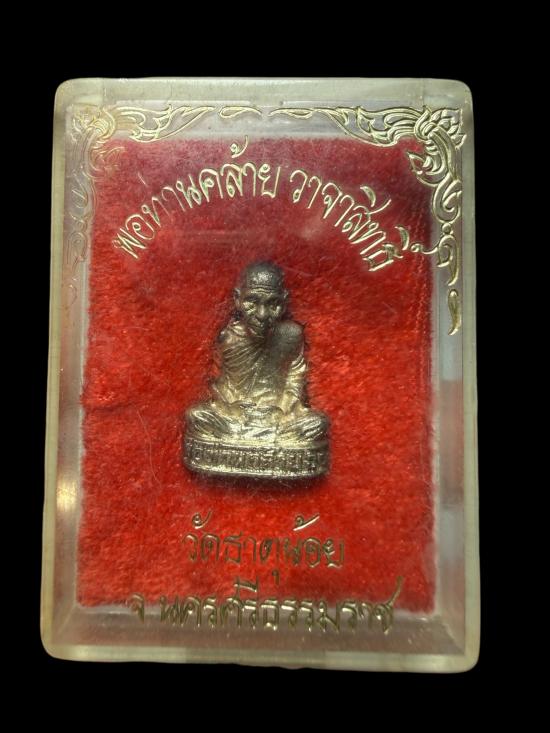 พ่อท่านคล้าย วาจาสิทธิ์
วัดธาตุน้อย
จ.นครศรีธรรมราช